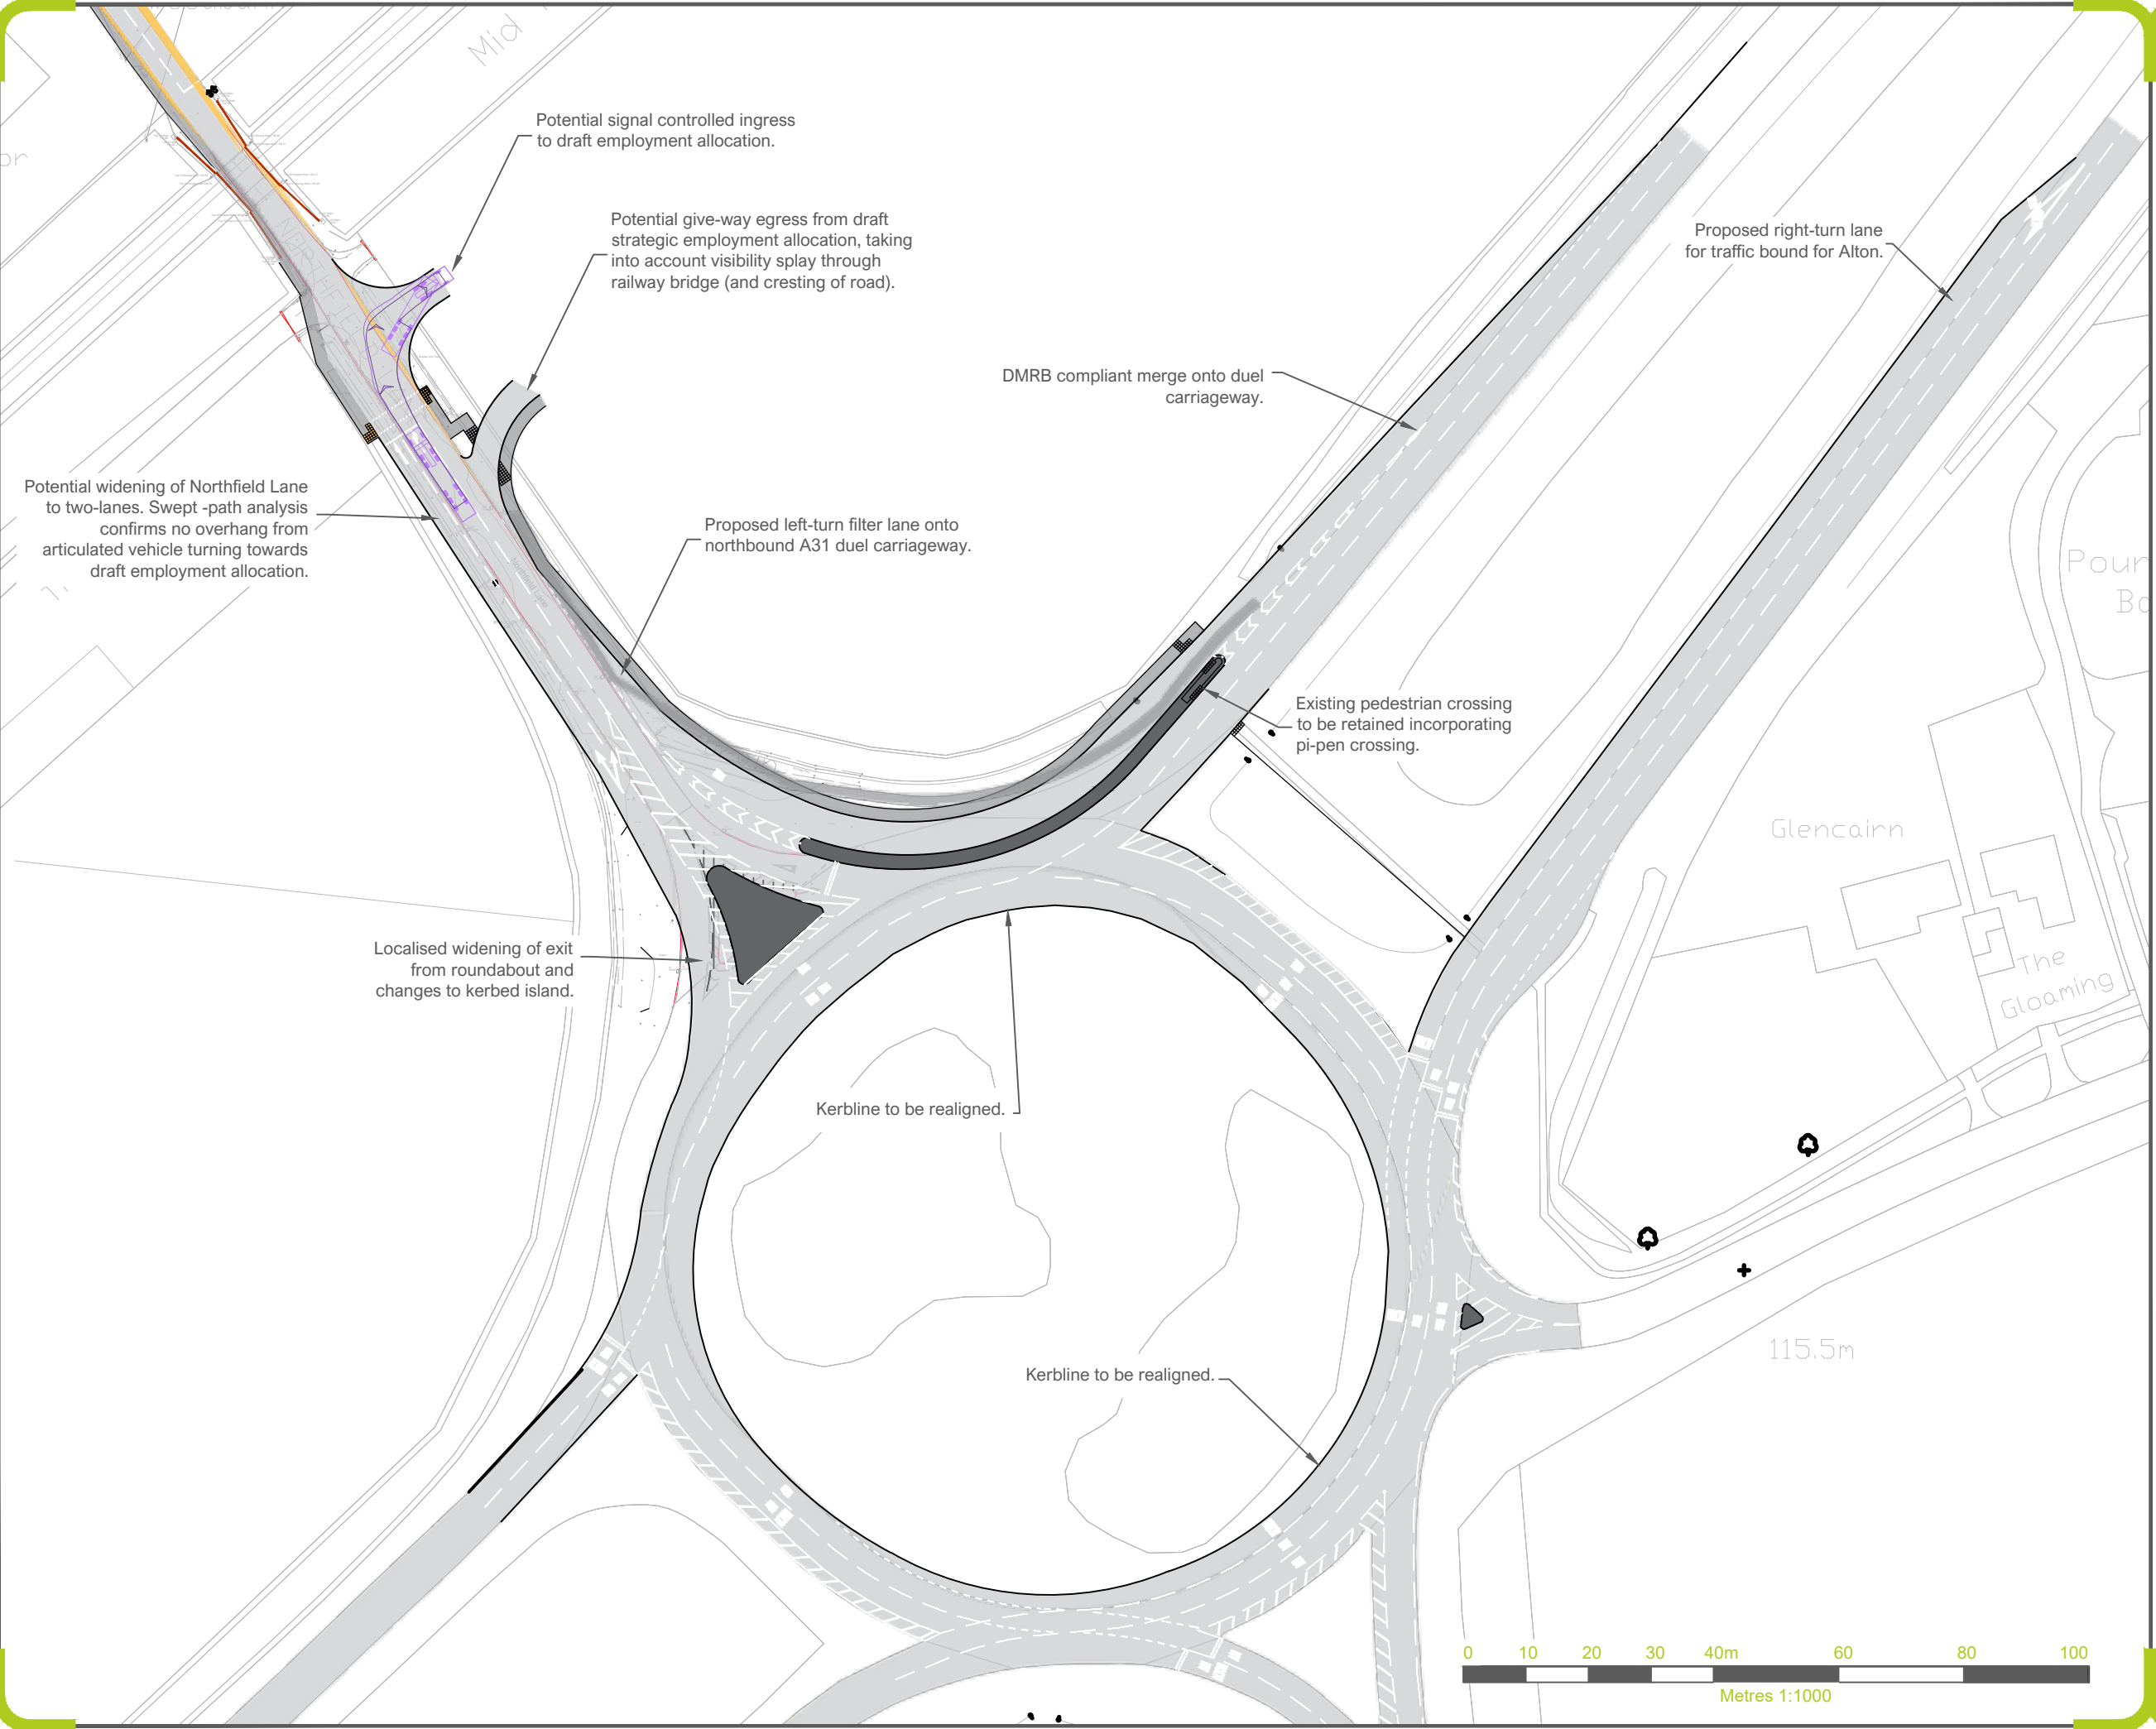 Mid
Potential signal controlled ingress
to draft employment allocation.
Potential give-way egress from draft
strategic employment allocation, taking
into account visibility splay through
railway bridge (and cresting of road).
Proposed right-turn lane
for traffic bound for Alton.
DMRB compliant merge onto duel
carriageway.
Potential widening of Northfield Lane
to two-lanes. Swept -path analysis
confirms no overhang from
articulated vehicle turning towards
draft employment allocation.
Proposed left-turn filter lane onto
northbound A31 duel carriageway.
Northfield Lane
Existing pedestrian crossing
to be retained incorporating
pi-pen crossing.
Glencairn
The
Gloaming
Localised widening of exit
from roundabout and
changes to kerbed island.
Kerbline to be realigned.
Kerbline to be realigned.
115.5m
0 10 20 30 40m 60 80 100
Metres 1:1000